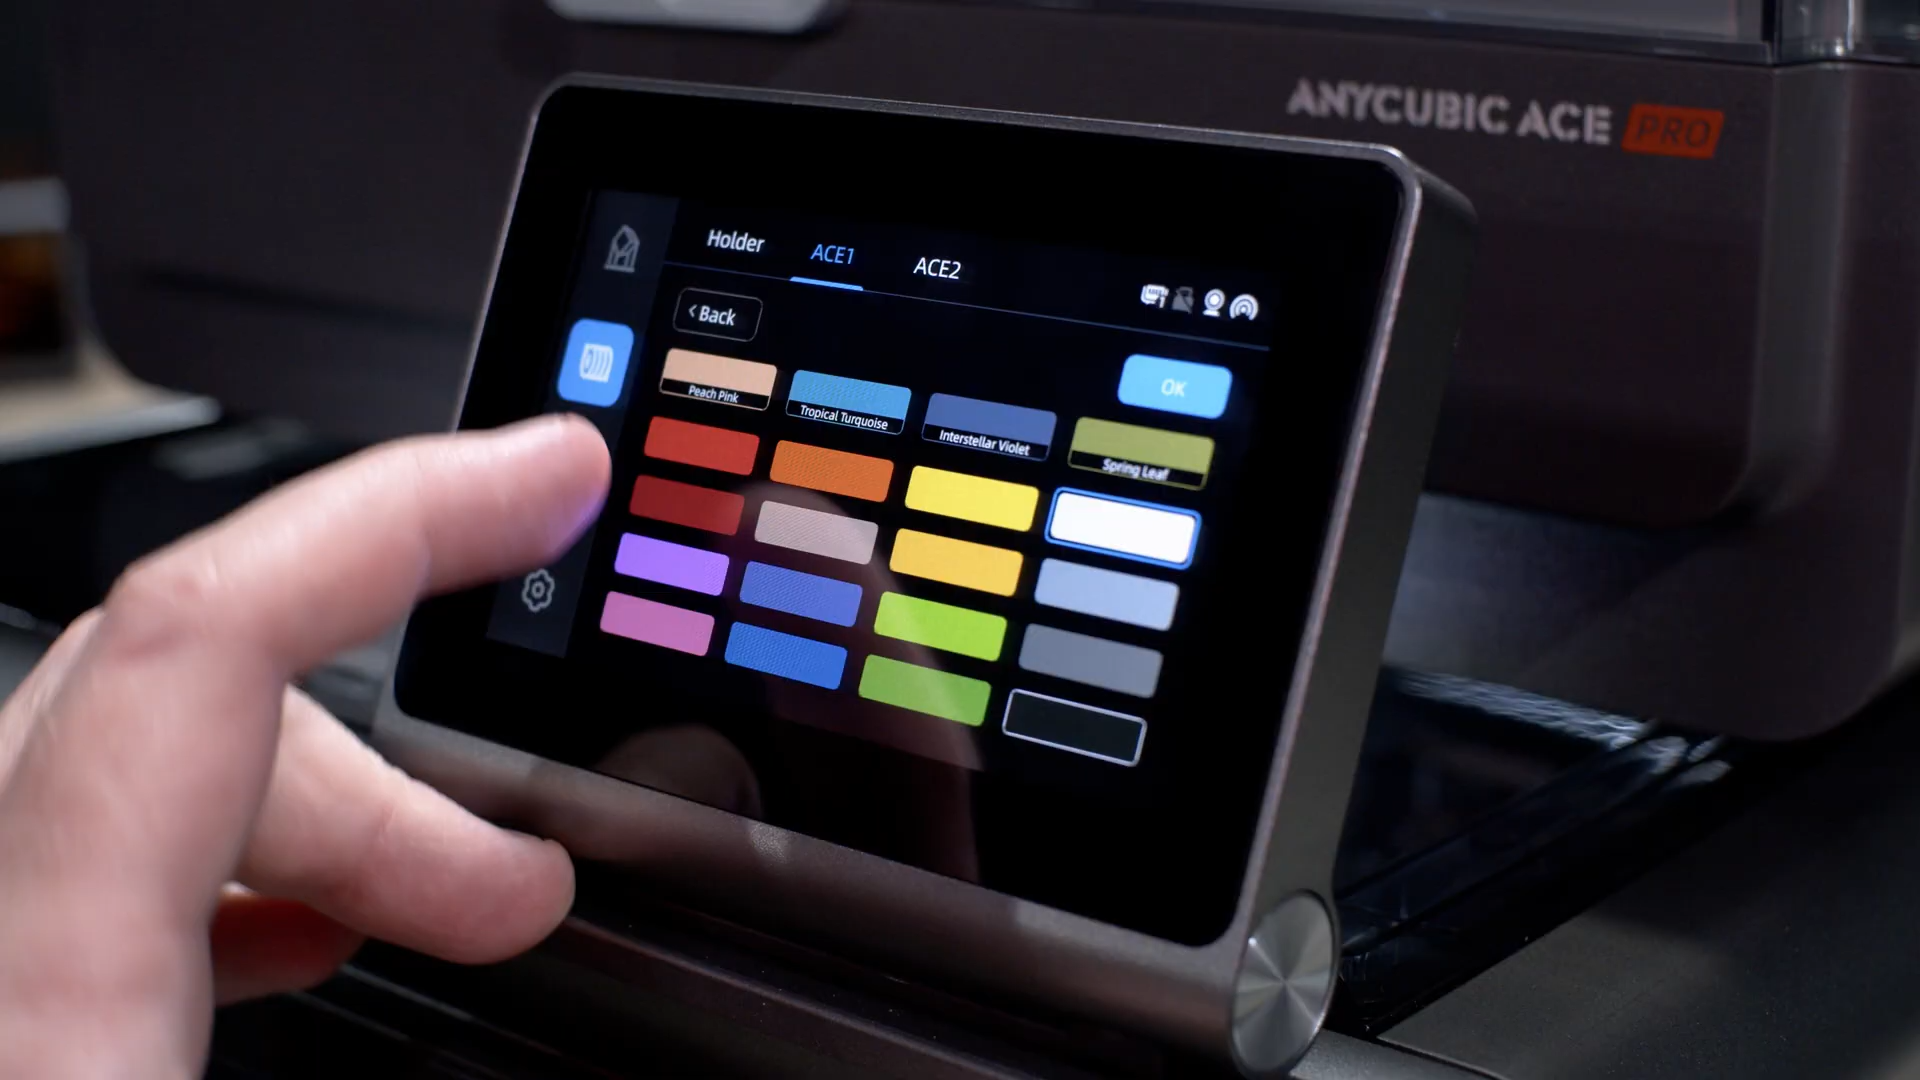 ANYCUBIC ACE PRO
Holder
ACE1
ACE2
Back
OK
Peach Pink
Tropical Turquoise
Interstellar Violet
Spring Leaf